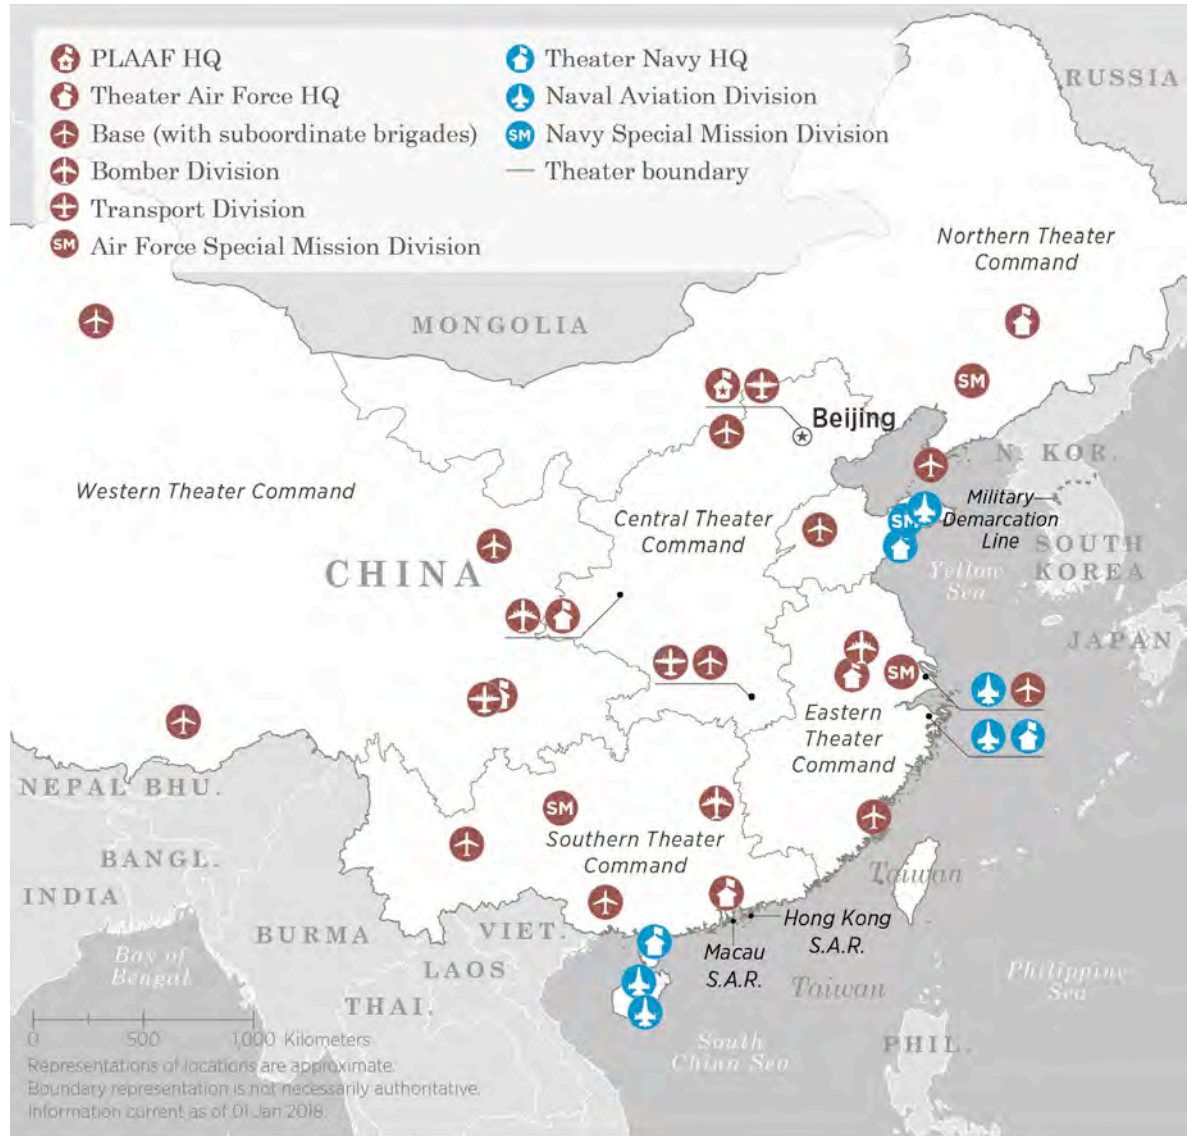 PLAAF HQ
Theater Air Force HQ
Base (with suboordinate brigades)
Bomber Division
Transport Division
SM Air Force Special Mission Division
Theater Navy HQ
Naval Aviation Division
SM Navy Special Mission Division
Theater boundary
RUSSIA
Northern Theater
Command
MONGOLIA
SM
Beijing
N. KOR.
Western Theater Command
Military
Demarcation
Line
Central Theater
Command
SM
SOUTH
KOREA
CHINA
Yellow
Sea
JAPAN
SM
Eastern
Theater
Command
NEPAL BHU.
SM
Southern Theater
Command
BANGL.
Taiwan
INDIA
Hong Kong
S.A.R.
BURMA
VIET.
Macau
S.A.R.
Bay of
Bengal
LAOS
Philippine
Sea
Taiwan
THAI.
0 500 1,000 Kilometers
South
China Sea
PHIL.
Representations of locations are approximate.
Boundary representation is not necessarily authoritative.
Information current as of 01 Jan 2018